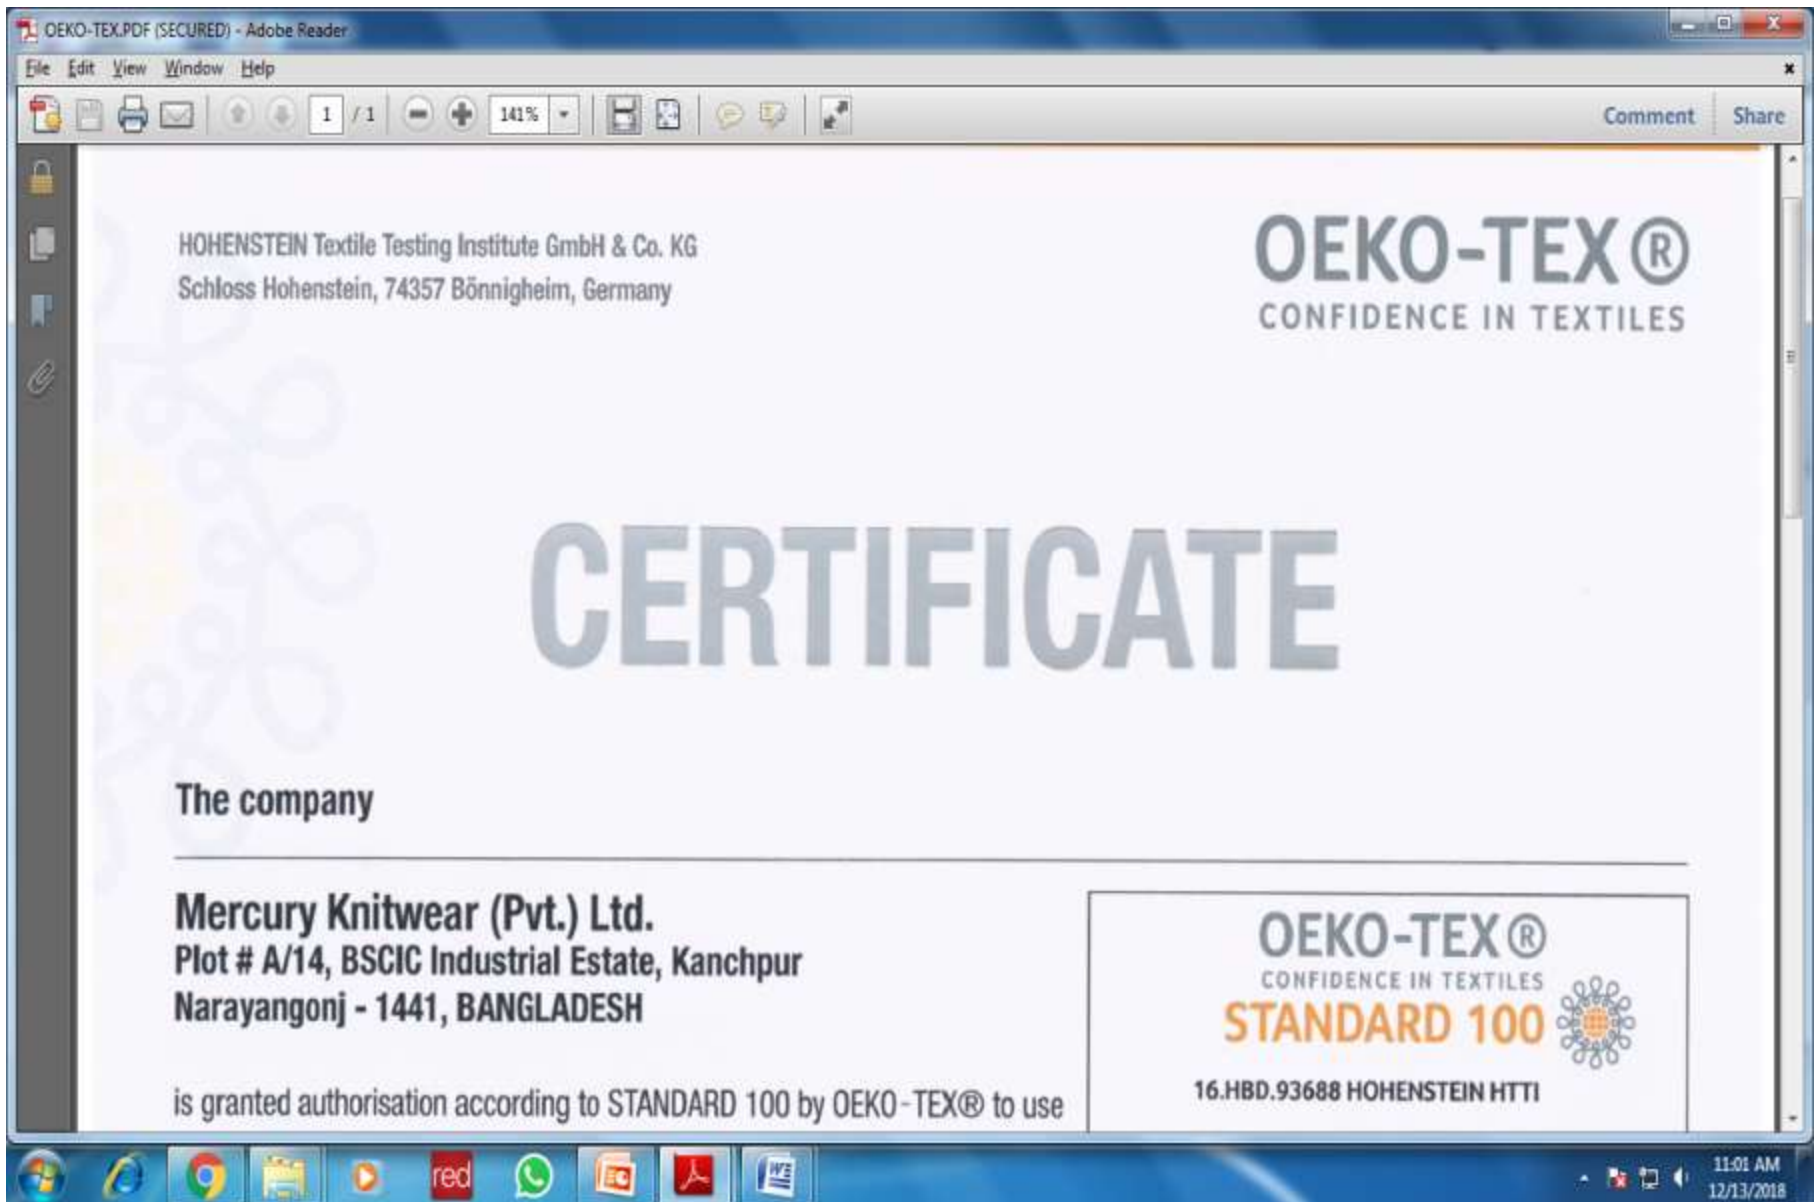 OEKO-TEX.PDF (SECURED) - Adobe Reader
File Edit View Window Help
1 / 1 141% Comment Share
HOHENSTEIN Textile Testing Institute GmbH & Co. KG
Schloss Hohenstein, 74357 Bönnigheim, Germany
OEKO-TEX®
CONFIDENCE IN TEXTILES
CERTIFICATE
The company
Mercury Knitwear (Pvt.) Ltd.
Plot # A/14, BSCIC Industrial Estate, Kanchpur
Narayangonj - 1441, BANGLADESH
is granted authorisation according to STANDARD 100 by OEKO-TEX® to use
OEKO-TEX®
CONFIDENCE IN TEXTILES
STANDARD 100
16.HBD.93688 HOHENSTEIN HTTI
red
11:01 AM
12/13/2018